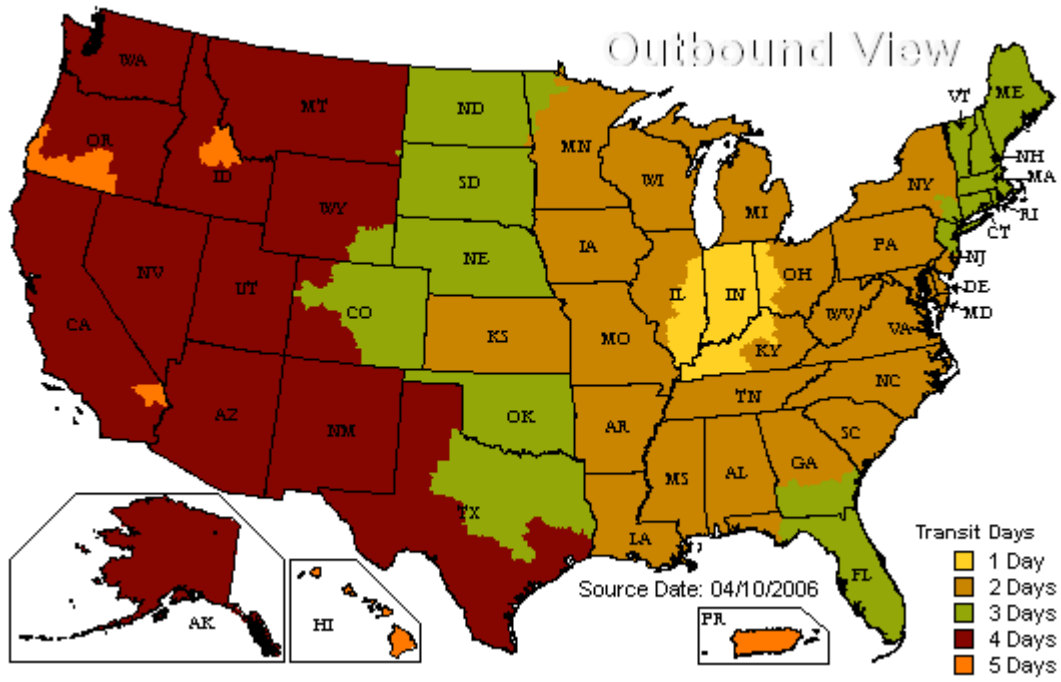 Outbound View
WA
MT
ND
MN
VT
ME
OR
ID
SD
WI
MI
NY
NH
MA
RI
CT
WY
NE
IA
PA
NJ
NV
UT
CO
IL
IN
OH
DE
MD
CA
KS
MO
WV
VA
KY
AZ
NM
OK
AR
TN
NC
SC
MS
AL
GA
TX
LA
FL
AK
HI
PR
Source Date: 04/10/2006
Transit Days
1 Day
2 Days
3 Days
4 Days
5 Days